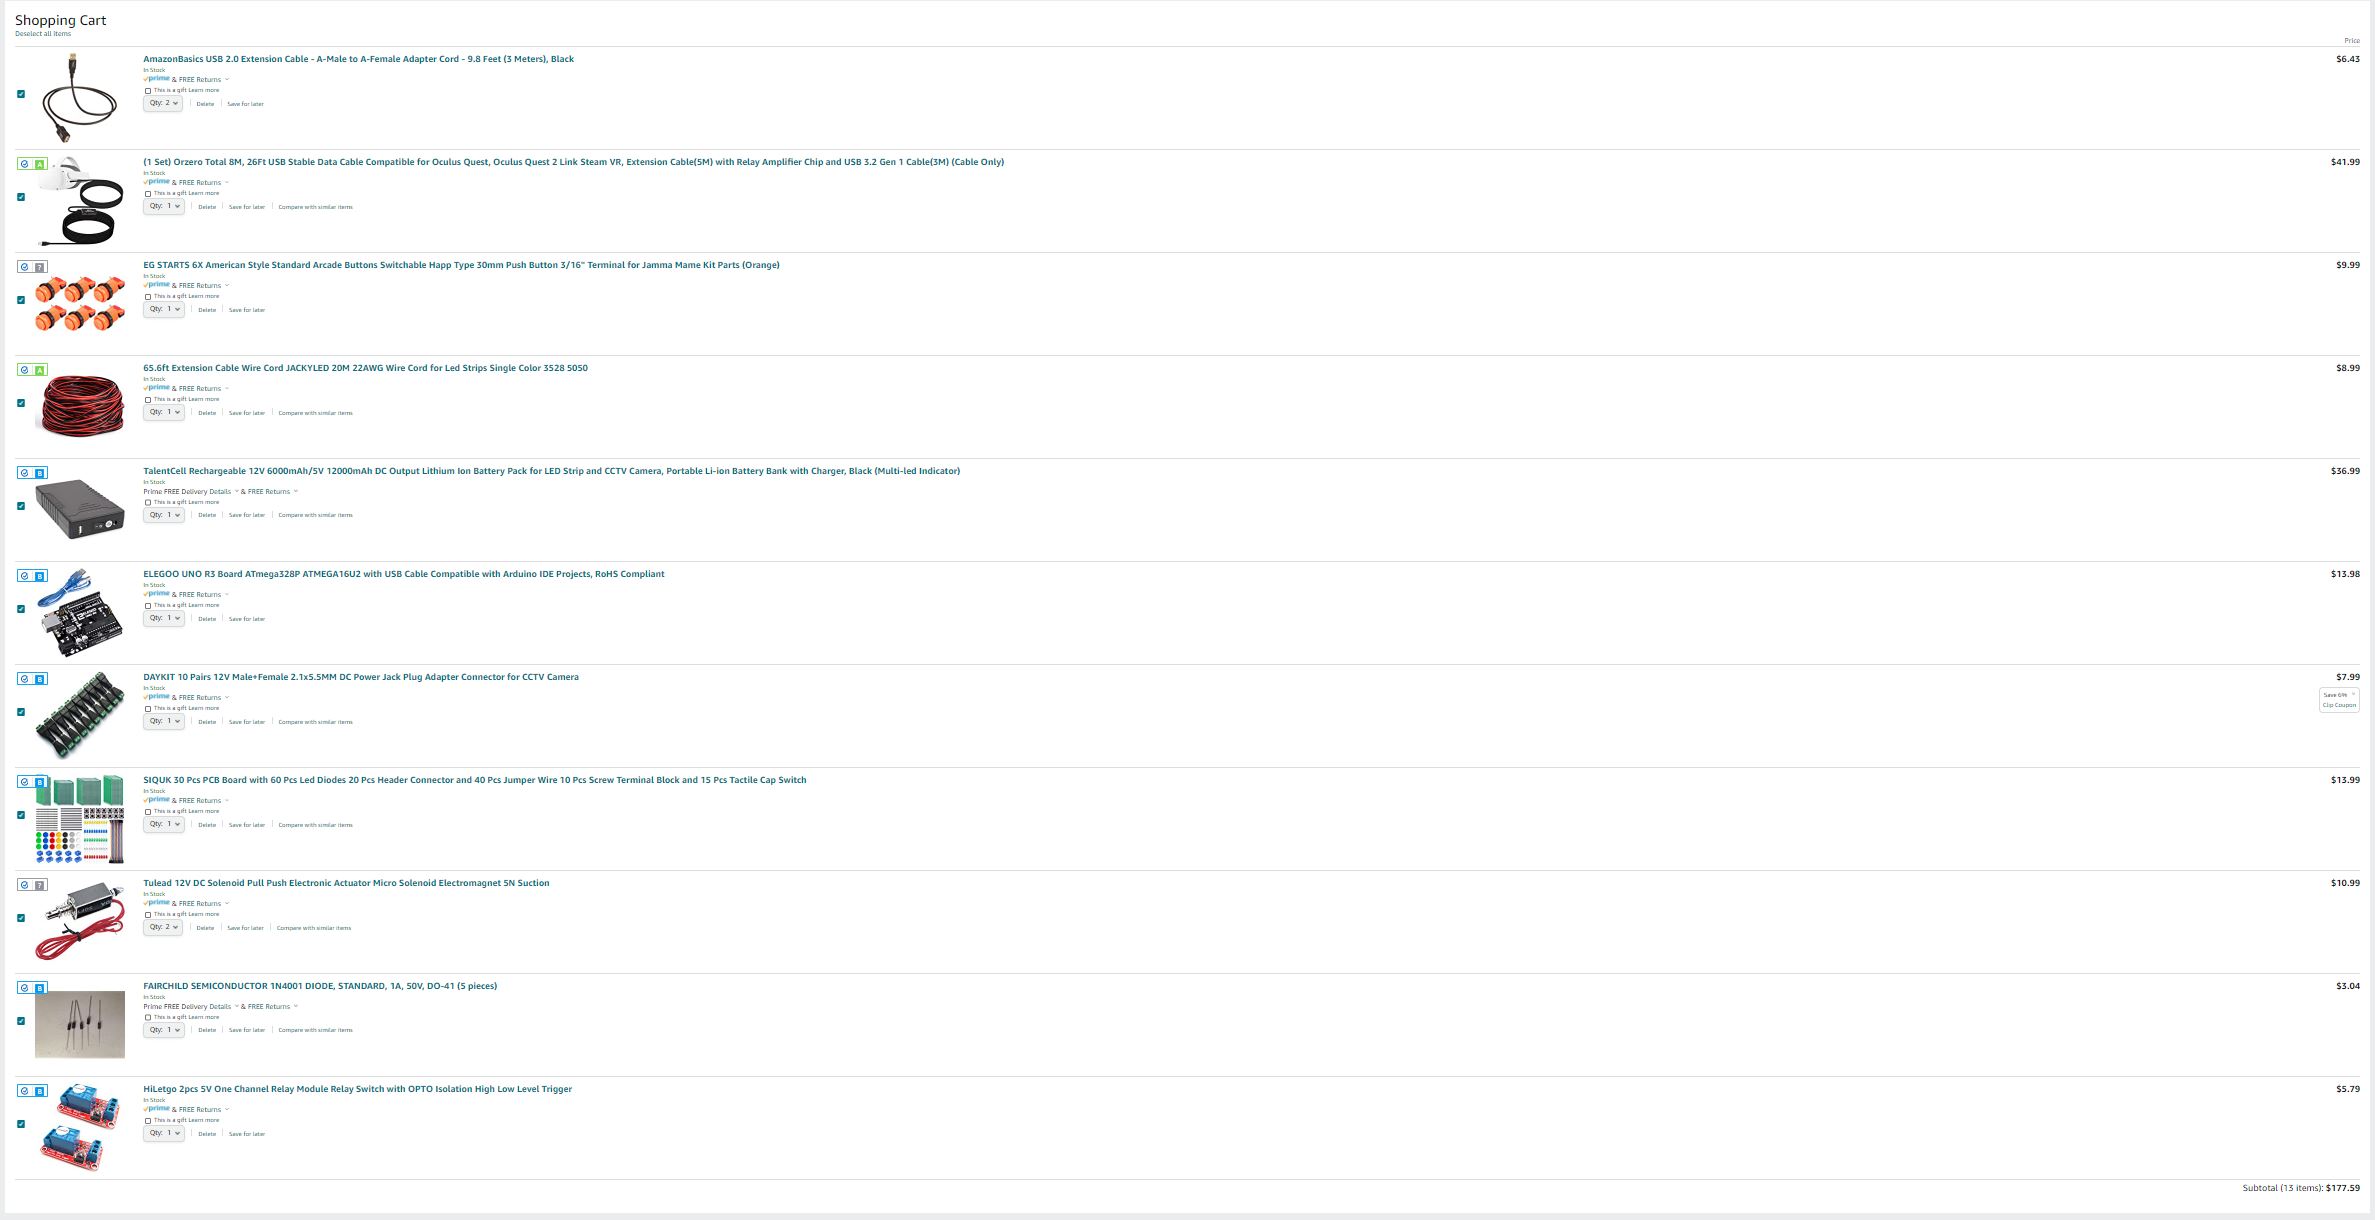 Shopping Cart
Deselect all items
Price
AmazonBasics USB 2.0 Extension Cable - A-Male to A-Female Adapter Cord - 9.8 Feet (3 Meters), Black
$6.43
In Stock
prime & FREE Returns
This is a gift Learn more
Qty: 2 | Delete | Save for later
A
(1 Set) Orzero Total 8M, 26Ft USB Stable Data Cable Compatible for Oculus Quest, Oculus Quest 2 Link Steam VR, Extension Cable(5M) with Relay Amplifier Chip and USB 3.2 Gen 1 Cable(3M) (Cable Only)
$41.99
In Stock
prime & FREE Returns
This is a gift Learn more
Qty: 1 | Delete | Save for later | Compare with similar items
?
EG STARTS 6X American Style Standard Arcade Buttons Switchable Happ Type 30mm Push Button 3/16" Terminal for Jamma Mame Kit Parts (Orange)
$9.99
In Stock
prime & FREE Returns
This is a gift Learn more
Qty: 1 | Delete | Save for later
A
65.6ft Extension Cable Wire Cord JACKYLED 20M 22AWG Wire Cord for Led Strips Single Color 3528 5050
$8.99
In Stock
prime & FREE Returns
This is a gift Learn more
Qty: 1 | Delete | Save for later | Compare with similar items
B
TalentCell Rechargeable 12V 6000mAh/5V 12000mAh DC Output Lithium Ion Battery Pack for LED Strip and CCTV Camera, Portable Li-ion Battery Bank with Charger, Black (Multi-led Indicator)
$36.99
In Stock
Prime FREE Delivery Details & FREE Returns
This is a gift Learn more
Qty: 1 | Delete | Save for later | Compare with similar items
B
ELEGOO UNO R3 Board ATmega328P ATMEGA16U2 with USB Cable Compatible with Arduino IDE Projects, RoHS Compliant
$13.98
In Stock
prime & FREE Returns
This is a gift Learn more
Qty: 1 | Delete | Save for later
B
DAYKIT 10 Pairs 12V Male+Female 2.1x5.5MM DC Power Jack Plug Adapter Connector for CCTV Camera
$7.99
In Stock
Save 6%
prime & FREE Returns
Clip Coupon
This is a gift Learn more
Qty: 1 | Delete | Save for later | Compare with similar items
B
SIQUK 30 Pcs PCB Board with 60 Pcs Led Diodes 20 Pcs Header Connector and 40 Pcs Jumper Wire 10 Pcs Screw Terminal Block and 15 Pcs Tactile Cap Switch
$13.99
In Stock
prime & FREE Returns
This is a gift Learn more
Qty: 1 | Delete | Save for later | Compare with similar items
?
Tulead 12V DC Solenoid Pull Push Electronic Actuator Micro Solenoid Electromagnet 5N Suction
$10.99
In Stock
prime & FREE Returns
This is a gift Learn more
Qty: 2 | Delete | Save for later | Compare with similar items
B
FAIRCHILD SEMICONDUCTOR 1N4001 DIODE, STANDARD, 1A, 50V, DO-41 (5 pieces)
$3.04
In Stock
Prime FREE Delivery Details & FREE Returns
This is a gift Learn more
Qty: 1 | Delete | Save for later | Compare with similar items
B
HiLetgo 2pcs 5V One Channel Relay Module Relay Switch with OPTO Isolation High Low Level Trigger
$5.79
In Stock
prime & FREE Returns
This is a gift Learn more
Qty: 1 | Delete | Save for later
Subtotal (13 items): $177.59